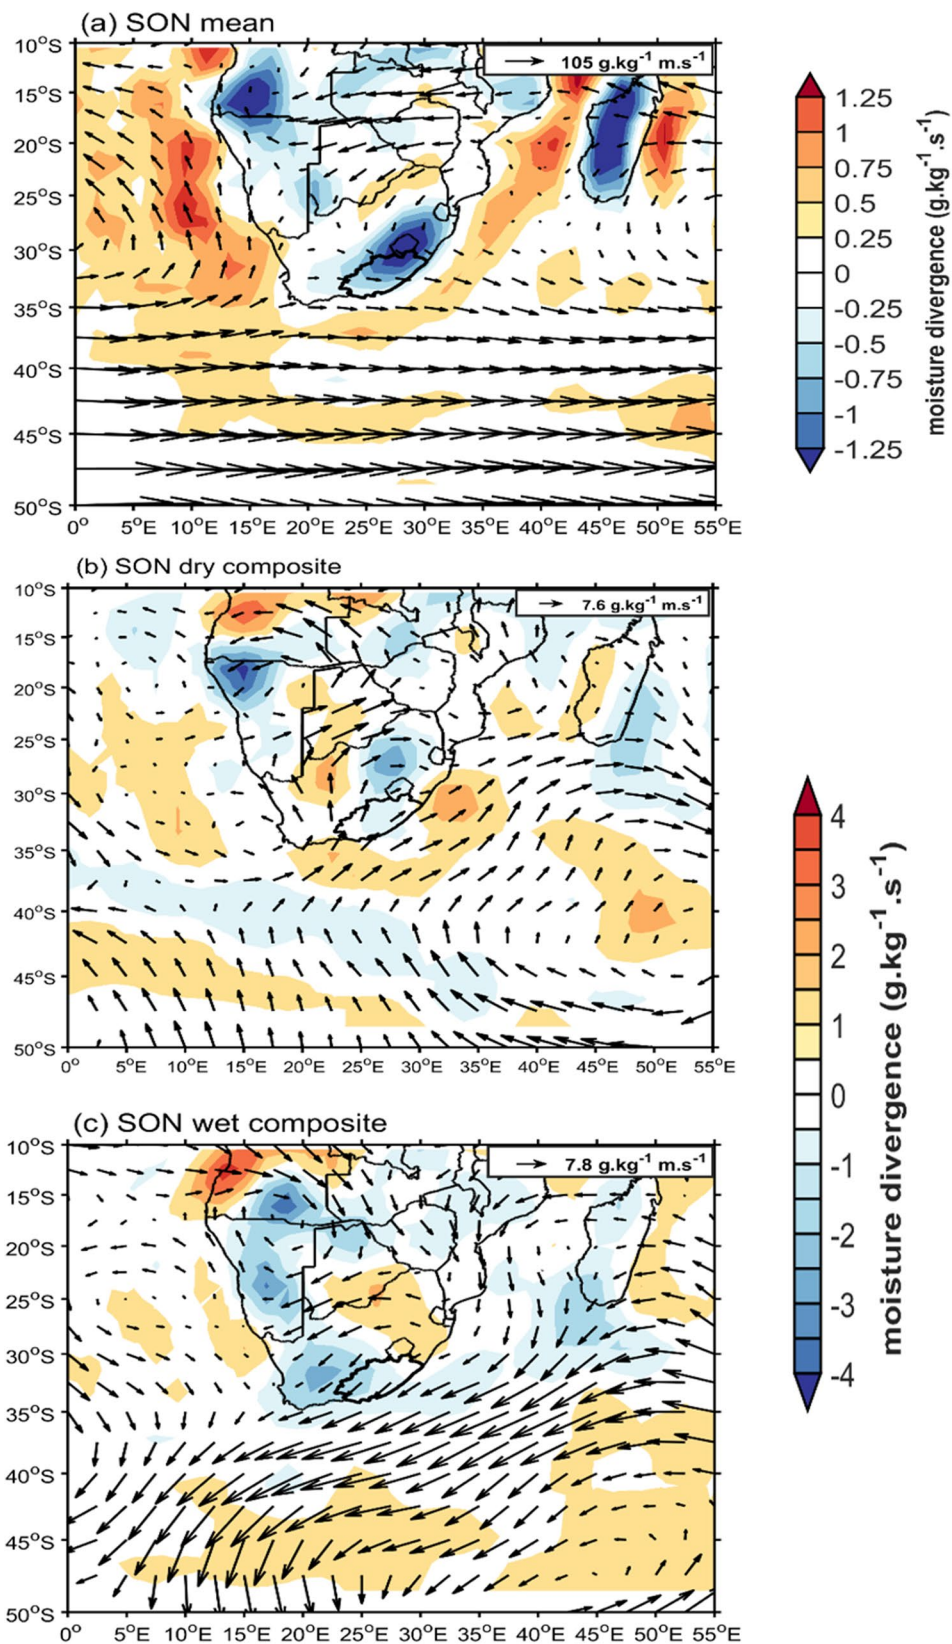 (a) SON mean
105 g.kg⁻¹ m.s⁻¹
10°S
15°S
20°S
25°S
30°S
35°S
40°S
45°S
50°S
0° 5°E 10°E 15°E 20°E 25°E 30°E 35°E 40°E 45°E 50°E 55°E
1.25
1
0.75
0.5
0.25
0
-0.25
-0.5
-0.75
-1
-1.25
moisture divergence (g.kg⁻¹.s⁻¹)
(b) SON dry composite
7.6 g.kg⁻¹ m.s⁻¹
10°S
15°S
20°S
25°S
30°S
35°S
40°S
45°S
50°S
0° 5°E 10°E 15°E 20°E 25°E 30°E 35°E 40°E 45°E 50°E 55°E
(c) SON wet composite
7.8 g.kg⁻¹ m.s⁻¹
10°S
15°S
20°S
25°S
30°S
35°S
40°S
45°S
50°S
0° 5°E 10°E 15°E 20°E 25°E 30°E 35°E 40°E 45°E 50°E 55°E
4
3
2
1
0
-1
-2
-3
-4
moisture divergence (g.kg⁻¹.s⁻¹)